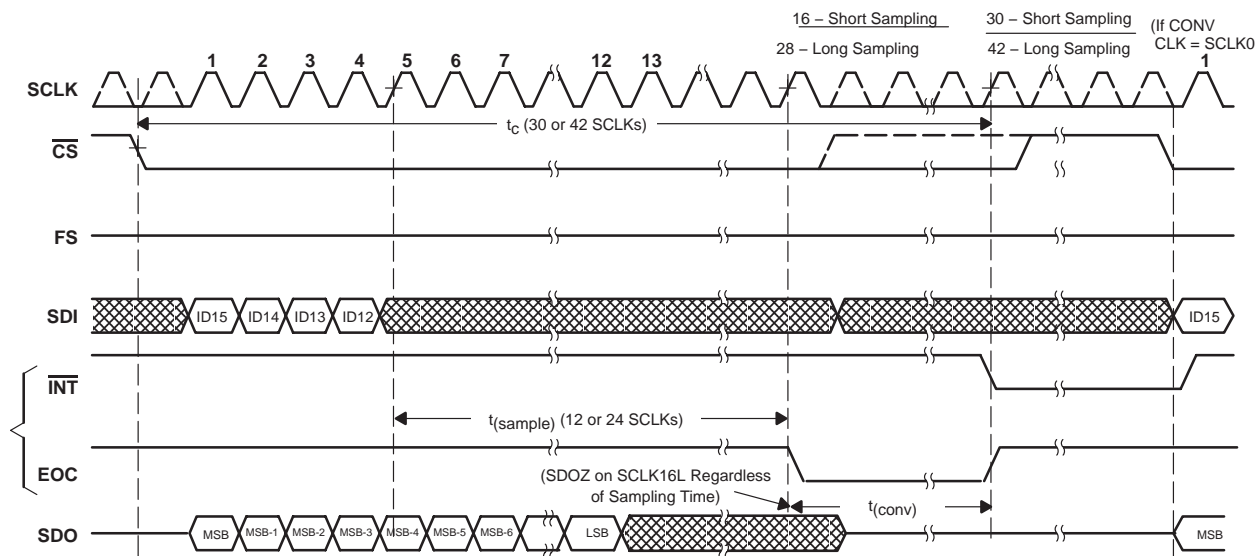 16 – Short Sampling
28 – Long Sampling
30 – Short Sampling
42 – Long Sampling
(If CONV
CLK = SCLK0
1 2 3 4 5 6 7 12 13 1
SCLK
tc (30 or 42 SCLKs)
CS
FS
SDI
ID15 ID14 ID13 ID12 ID15
INT
t(sample) (12 or 24 SCLKs)
EOC
(SDOZ on SCLK16L Regardless
of Sampling Time)
t(conv)
SDO
MSB MSB-1 MSB-2 MSB-3 MSB-4 MSB-5 MSB-6 LSB MSB